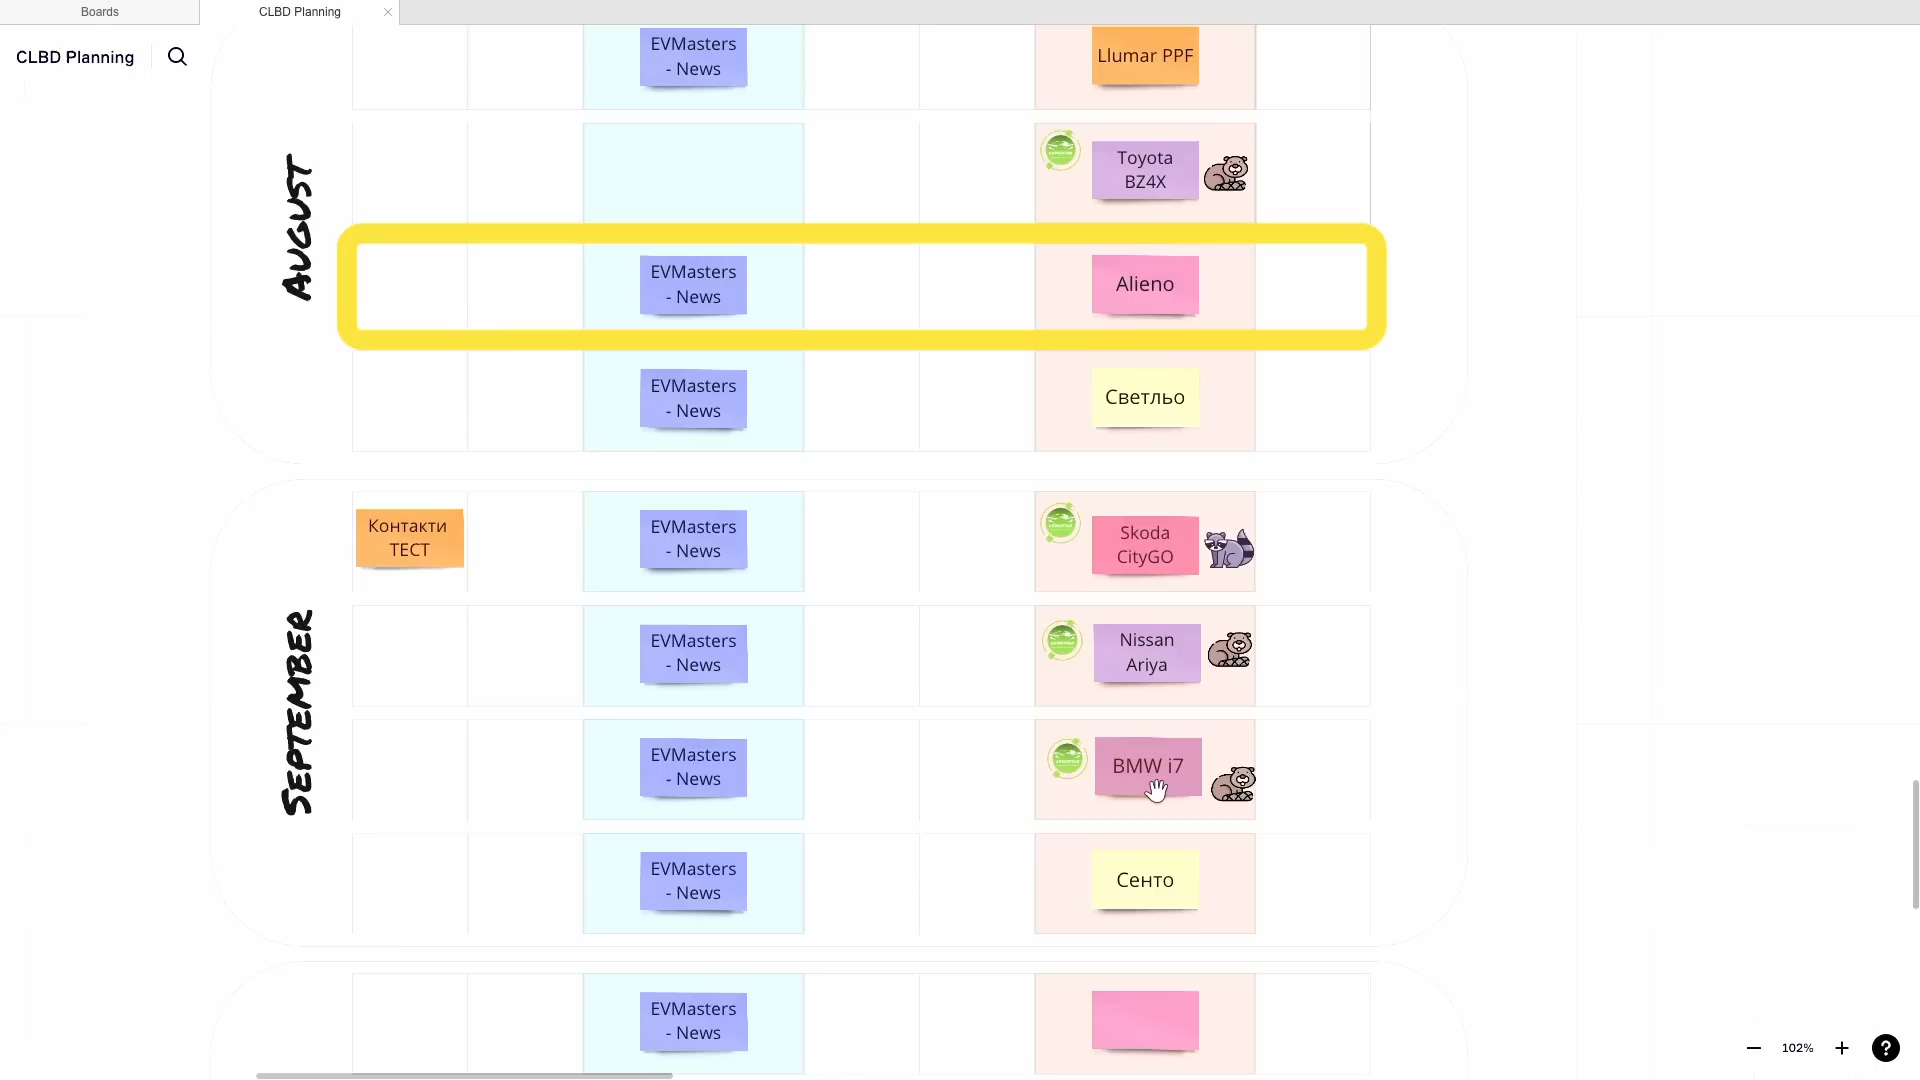 Boards
CLBD Planning
CLBD Planning
EVMasters
- News
Llumar PPF
AUGUST
Toyota
BZ4X
EVMasters
- News
Alieno
EVMasters
- News
Светльо
SEPTEMBER
Контакти
ТЕСТ
EVMasters
- News
Skoda
CityGO
EVMasters
- News
Nissan
Ariya
EVMasters
- News
BMW i7
EVMasters
- News
Сенто
EVMasters
- News
102%
?